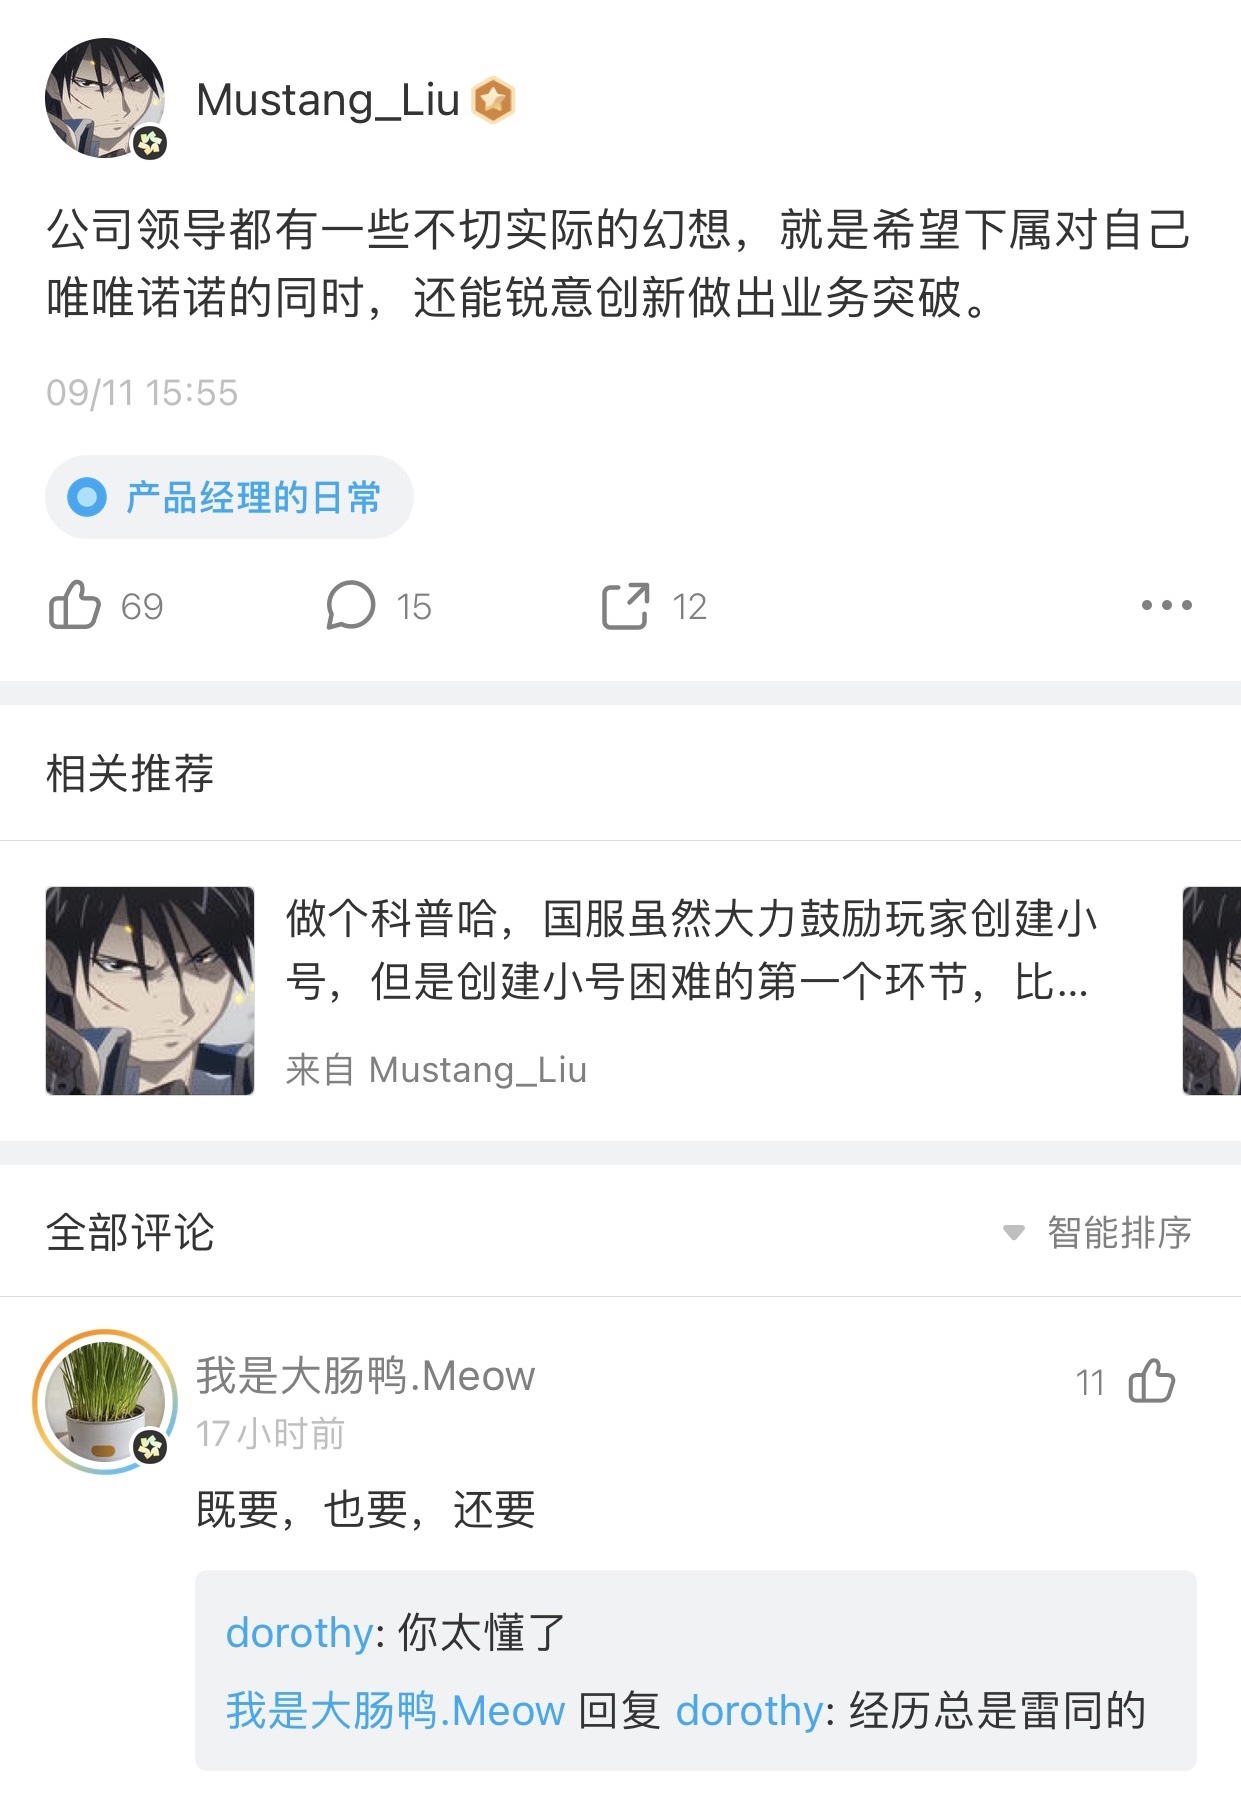 Mustang_Liu
公司领导都有一些不切实际的幻想，就是希望下属对自己
唯唯诺诺的同时，还能锐意创新做出业务突破。
09/11 15:55
产品经理的日常
69
15
12
相关推荐
做个科普哈，国服虽然大力鼓励玩家创建小
号，但是创建小号困难的第一个环节，比...
来自 Mustang_Liu
全部评论
智能排序
我是大肠鸭.Meow
11
17小时前
既要，也要，还要
dorothy: 你太懂了
我是大肠鸭.Meow 回复 dorothy: 经历总是雷同的